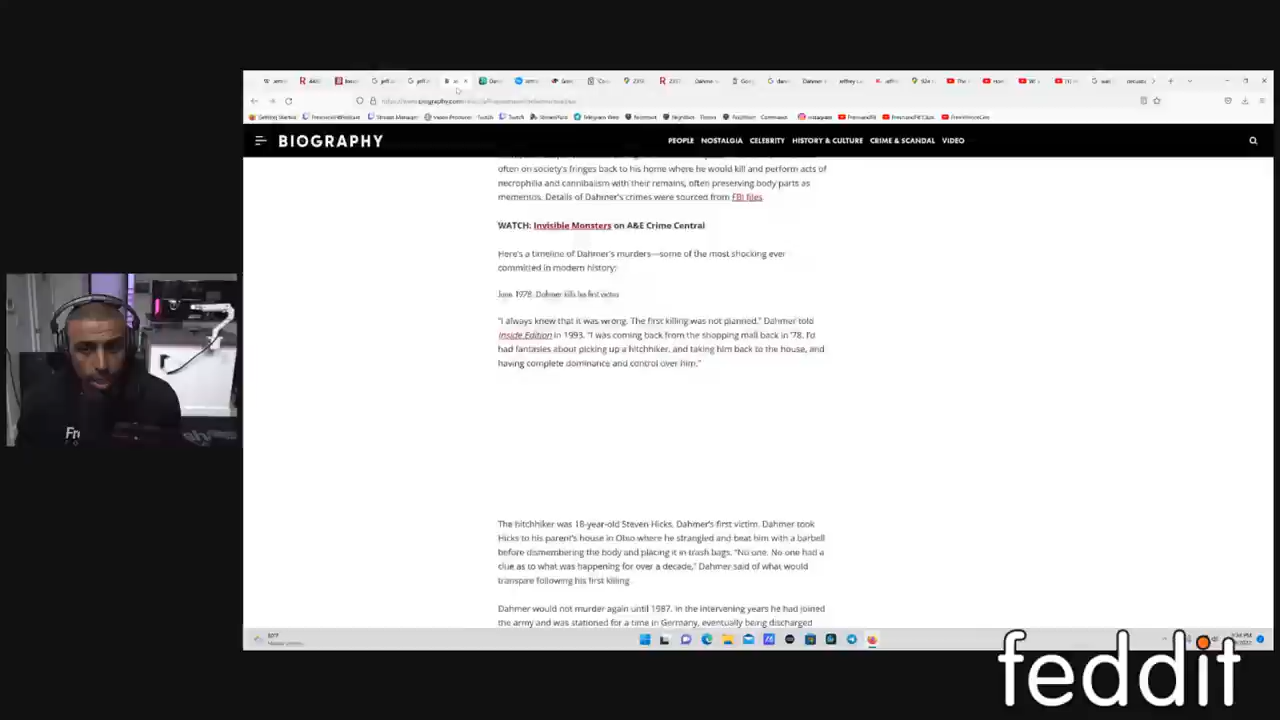 BIOGRAPHY
PEOPLE NOSTALGIA CELEBRITY HISTORY & CULTURE CRIME & SCANDAL VIDEO
often on society's fringes back to his home where he would kill and perform acts of
necrophilia and cannibalism with their remains, often preserving body parts as
mementos. Details of Dahmer's crimes were sourced from FBI files.
WATCH: Invisible Monsters on A&E Crime Central
Here's a timeline of Dahmer's murders—some of the most shocking ever
committed in modern history:
June 1978: Dahmer kills his first victim
"I always knew that it was wrong. The first killing was not planned," Dahmer told
Inside Edition in 1993. "I was coming back from the shopping mall back in '78. I'd
had fantasies about picking up a hitchhiker, and taking him back to the house, and
having complete dominance and control over him."
The hitchhiker was 18-year-old Steven Hicks, Dahmer's first victim. Dahmer took
Hicks to his parent's house in Ohio where he strangled and beat him with a barbell
before dismembering the body and placing it in trash bags. "No one. No one had a
clue as to what was happening for over a decade," Dahmer said of what would
transpire following his first killing.
Dahmer would not murder again until 1987. In the intervening years he had joined
the army and was stationed for a time in Germany, eventually being discharged
Fr
feddit